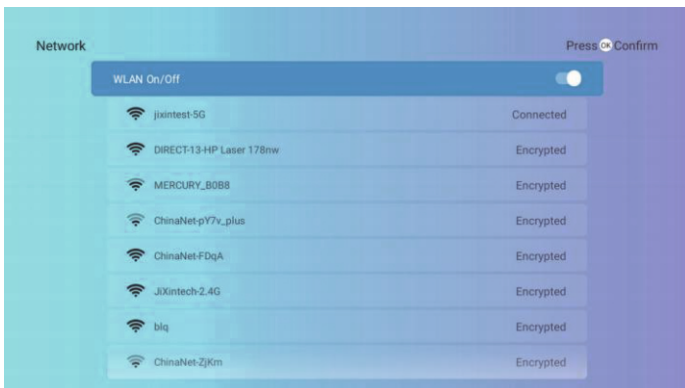 Network
Press OK Confirm
WLAN On/Off
jixintest-5G Connected
DIRECT-13-HP Laser 178nw Encrypted
MERCURY_B0B8 Encrypted
ChinaNet-pY7v_plus Encrypted
ChinaNet-FDqA Encrypted
JiXintech-2.4G Encrypted
blq Encrypted
ChinaNet-ZjKm Encrypted